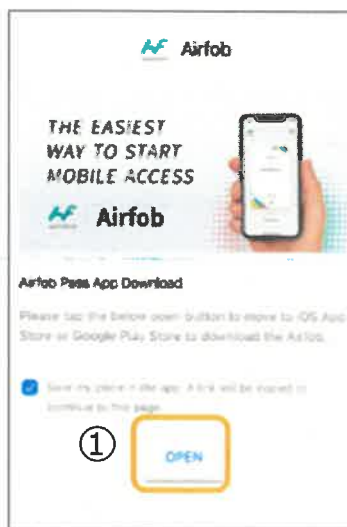 Airfob
THE EASIEST
WAY TO START
MOBILE ACCESS
Airfob
Airfob Pass App Download
Please tap the below open button to move to iOS App
Store or Google Play Store to download the Airfob.
Save my place in the app. A link will be copied to
continue to this page.
①
OPEN